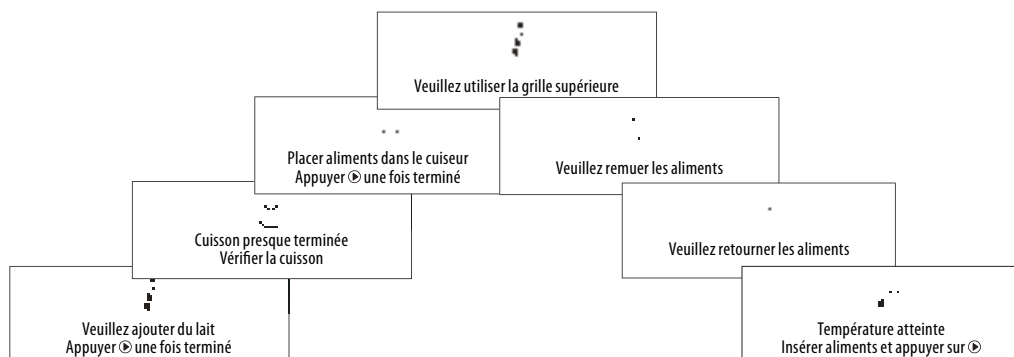 Veuillez utiliser la grille supérieure
Placer aliments dans le cuiseur
Appuyer ▶ une fois terminé
Veuillez remuer les aliments
Cuisson presque terminée
Vérifier la cuisson
Veuillez retourner les aliments
Veuillez ajouter du lait
Appuyer ▶ une fois terminé
Température atteinte
Insérer aliments et appuyer sur ▶